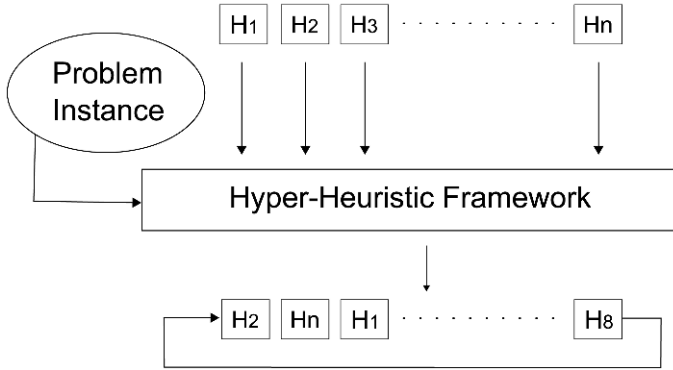 H1 H2 H3 . . . . . . . . . . Hn
Problem
Instance
Hyper-Heuristic Framework
H2 Hn H1 . . . . . . . . . . H8